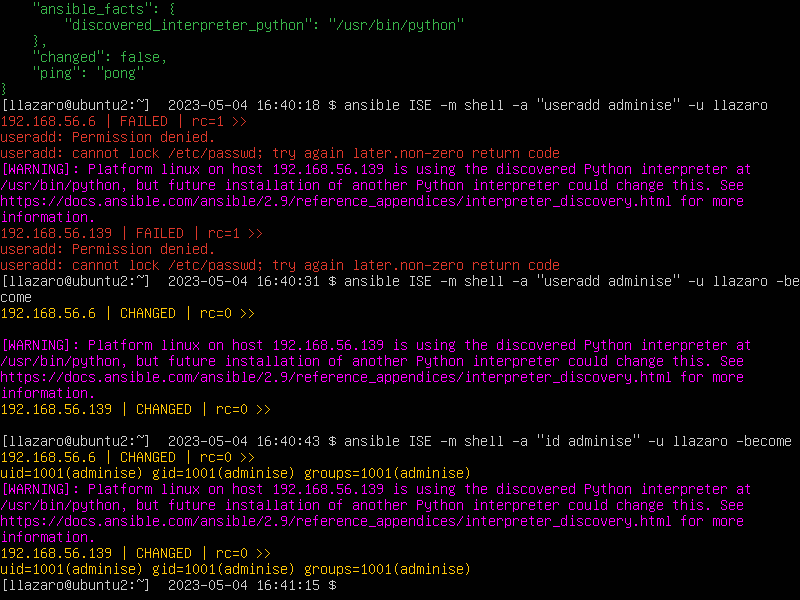 "ansible_facts": {
"discovered_interpreter_python": "/usr/bin/python"
},
"changed": false,
"ping": "pong"
}
[llazaro@ubuntu2:~]  2023-05-04 16:40:18 $ ansible ISE -m shell -a "useradd adminise" -u llazaro
192.168.56.6 | FAILED | rc=1 >>
useradd: Permission denied.
useradd: cannot lock /etc/passwd; try again later.non-zero return code
[WARNING]: Platform linux on host 192.168.56.139 is using the discovered Python interpreter at
/usr/bin/python, but future installation of another Python interpreter could change this. See
https://docs.ansible.com/ansible/2.9/reference_appendices/interpreter_discovery.html for more
information.
192.168.56.139 | FAILED | rc=1 >>
useradd: Permission denied.
useradd: cannot lock /etc/passwd; try again later.non-zero return code
[llazaro@ubuntu2:~]  2023-05-04 16:40:31 $ ansible ISE -m shell -a "useradd adminise" -u llazaro -be
come
192.168.56.6 | CHANGED | rc=0 >>
[WARNING]: Platform linux on host 192.168.56.139 is using the discovered Python interpreter at
/usr/bin/python, but future installation of another Python interpreter could change this. See
https://docs.ansible.com/ansible/2.9/reference_appendices/interpreter_discovery.html for more
information.
192.168.56.139 | CHANGED | rc=0 >>
[llazaro@ubuntu2:~]  2023-05-04 16:40:43 $ ansible ISE -m shell -a "id adminise" -u llazaro -become
192.168.56.6 | CHANGED | rc=0 >>
uid=1001(adminise) gid=1001(adminise) groups=1001(adminise)
[WARNING]: Platform linux on host 192.168.56.139 is using the discovered Python interpreter at
/usr/bin/python, but future installation of another Python interpreter could change this. See
https://docs.ansible.com/ansible/2.9/reference_appendices/interpreter_discovery.html for more
information.
192.168.56.139 | CHANGED | rc=0 >>
uid=1001(adminise) gid=1001(adminise) groups=1001(adminise)
[llazaro@ubuntu2:~]  2023-05-04 16:41:15 $